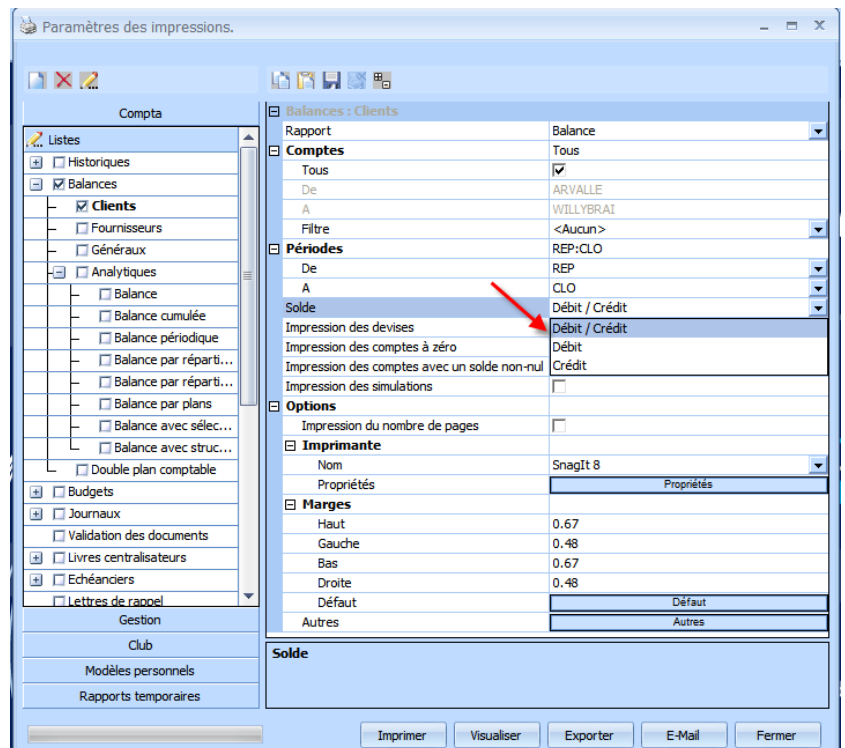 Paramètres des impressions.
Compta
Listes
Historiques
Balances
Clients
Fournisseurs
Généraux
Analytiques
Balance
Balance cumulée
Balance périodique
Balance par réparti...
Balance par réparti...
Balance par plans
Balance avec sélec...
Balance avec struc...
Double plan comptable
Budgets
Journaux
Validation des documents
Livres centralisateurs
Echéanciers
Lettres de rappel
Gestion
Club
Modèles personnels
Rapports temporaires
Balances : Clients
Rapport Balance
Comptes Tous
Tous
De ARVALLE
A WILLYBRAI
Filtre <Aucun>
Périodes REP:CLO
De REP
A CLO
Solde Débit / Crédit
Impression des devises Débit / Crédit
Impression des comptes à zéro Débit
Impression des comptes avec un solde non-nul Crédit
Impression des simulations
Options
Impression du nombre de pages
Imprimante
Nom SnagIt 8
Propriétés Propriétés
Marges
Haut 0.67
Gauche 0.48
Bas 0.67
Droite 0.48
Défaut Défaut
Autres Autres
Solde
Imprimer Visualiser Exporter E-Mail Fermer